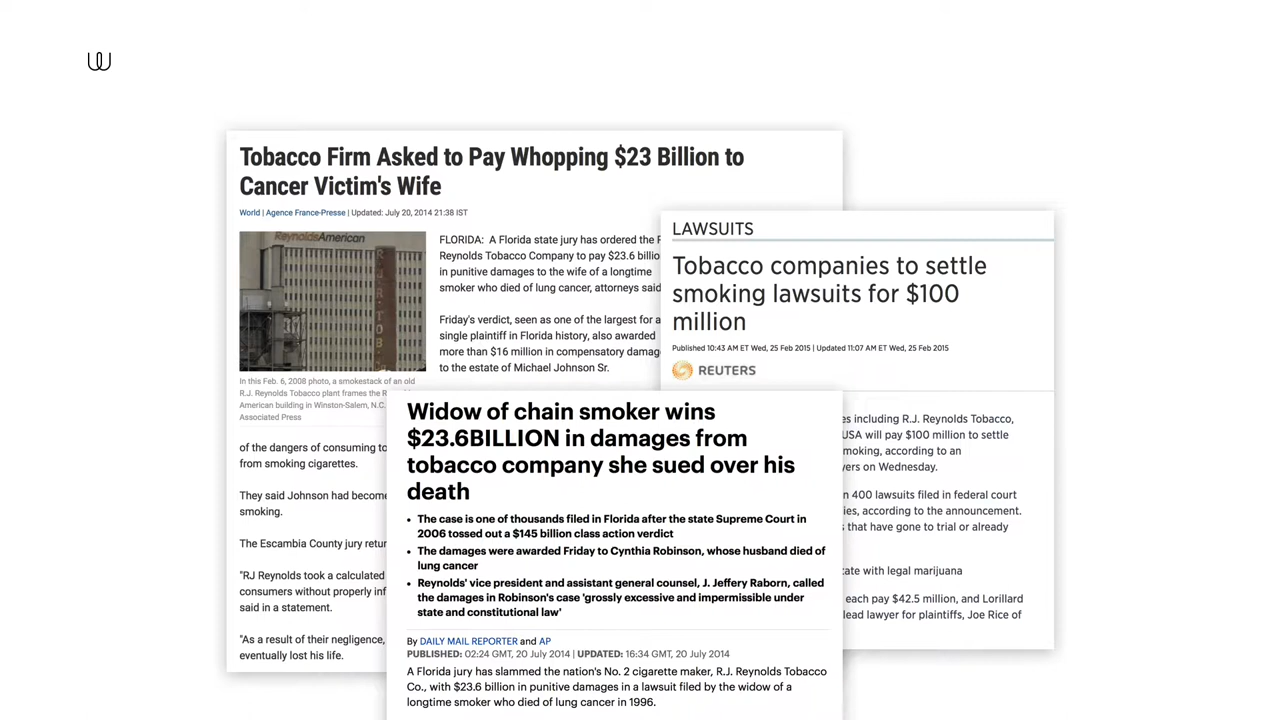 Tobacco Firm Asked to Pay Whopping $23 Billion to
Cancer Victim's Wife
World | Agence France-Presse | Updated: July 20, 2014 21:38 IST
ReynoldsAmerican
FLORIDA: A Florida state jury has ordered the
Reynolds Tobacco Company to pay $23.6
in punitive damages to the wife of a longtime
smoker who died of lung cancer, attorneys said
Friday's verdict, seen as one of the largest for a
single plaintiff in Florida history, also awarded
more than $16 million in compensatory
to the estate of Michael Johnson Sr.
In this Feb. 6, 2008 photo, a smokestack of an old
R.J. Reynolds Tobacco plant frames the
American building in Winston-Salem, N.C.
Associated Press
of the dangers of consuming
from smoking cigarettes.
They said Johnson had become
smoking.
The Escambia County jury
"RJ Reynolds took a calculated
consumers without properly
said in a statement.
"As a result of their negligence,
eventually lost his life.
LAWSUITS
Tobacco companies to settle
smoking lawsuits for $100
million
Published 10:43 AM ET Wed, 25 Feb 2015 | Updated 11:07 AM ET Wed, 25 Feb 2015
REUTERS
including R.J. Reynolds Tobacco,
USA will pay $100 million to settle
according to an
on Wednesday.
400 lawsuits filed in federal court
according to the announcement.
that have gone to trial or already
with legal marijuana
each pay $42.5 million, and Lorillard
lead lawyer for plaintiffs, Joe Rice of
Widow of chain smoker wins
$23.6BILLION in damages from
tobacco company she sued over his
death
• The case is one of thousands filed in Florida after the state Supreme Court in
2006 tossed out a $145 billion class action verdict
• The damages were awarded Friday to Cynthia Robinson, whose husband died of
lung cancer
• Reynolds' vice president and assistant general counsel, J. Jeffery Raborn, called
the damages in Robinson's case 'grossly excessive and impermissible under
state and constitutional law'
By DAILY MAIL REPORTER and AP
PUBLISHED: 02:24 GMT, 20 July 2014 | UPDATED: 16:34 GMT, 20 July 2014
A Florida jury has slammed the nation's No. 2 cigarette maker, R.J. Reynolds Tobacco
Co., with $23.6 billion in punitive damages in a lawsuit filed by the widow of a
longtime smoker who died of lung cancer in 1996.